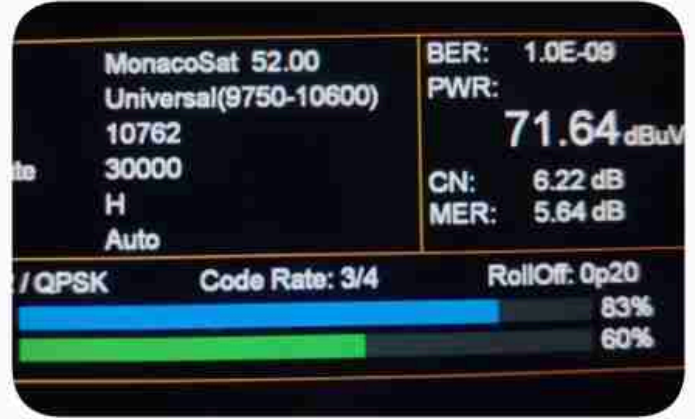 MonacoSat 52.00
Universal(9750-10600)
10762
te 30000
H
Auto
BER: 1.0E-09
PWR:
71.64 dBuV
CN: 6.22 dB
MER: 5.64 dB
/ QPSK Code Rate: 3/4 RollOff: 0p20
83%
60%